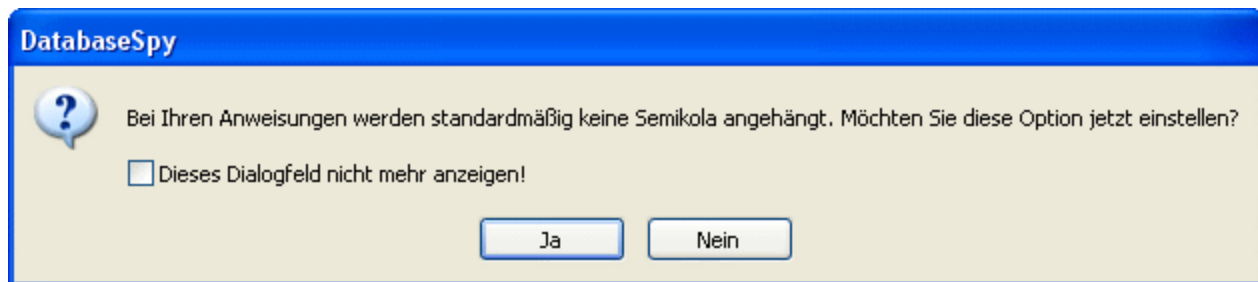 DatabaseSpy
Bei Ihren Anweisungen werden standardmäßig keine Semikola angehängt. Möchten Sie diese Option jetzt einstellen?
Dieses Dialogfeld nicht mehr anzeigen!
Ja
Nein